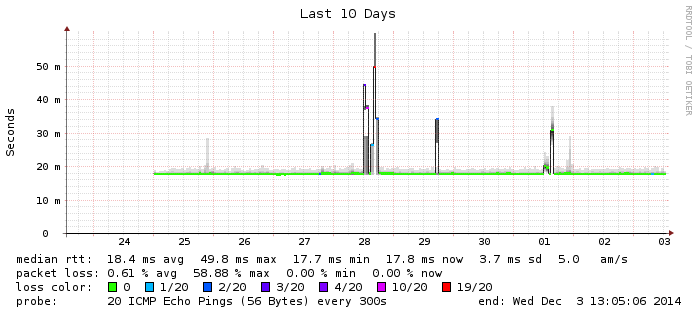 Last 10 Days
RRDTOOL / TOBI OETIKER
Seconds
50 m
40 m
30 m
20 m
10 m
0
24 25 26 27 28 29 30 01 02 03
median rtt: 18.4 ms avg 49.8 ms max 17.7 ms min 17.8 ms now 3.7 ms sd 5.0 am/s
packet loss: 0.61 % avg 58.88 % max 0.00 % min 0.00 % now
loss color: 0 1/20 2/20 3/20 4/20 10/20 19/20
probe: 20 ICMP Echo Pings (56 Bytes) every 300s end: Wed Dec 3 13:05:06 2014